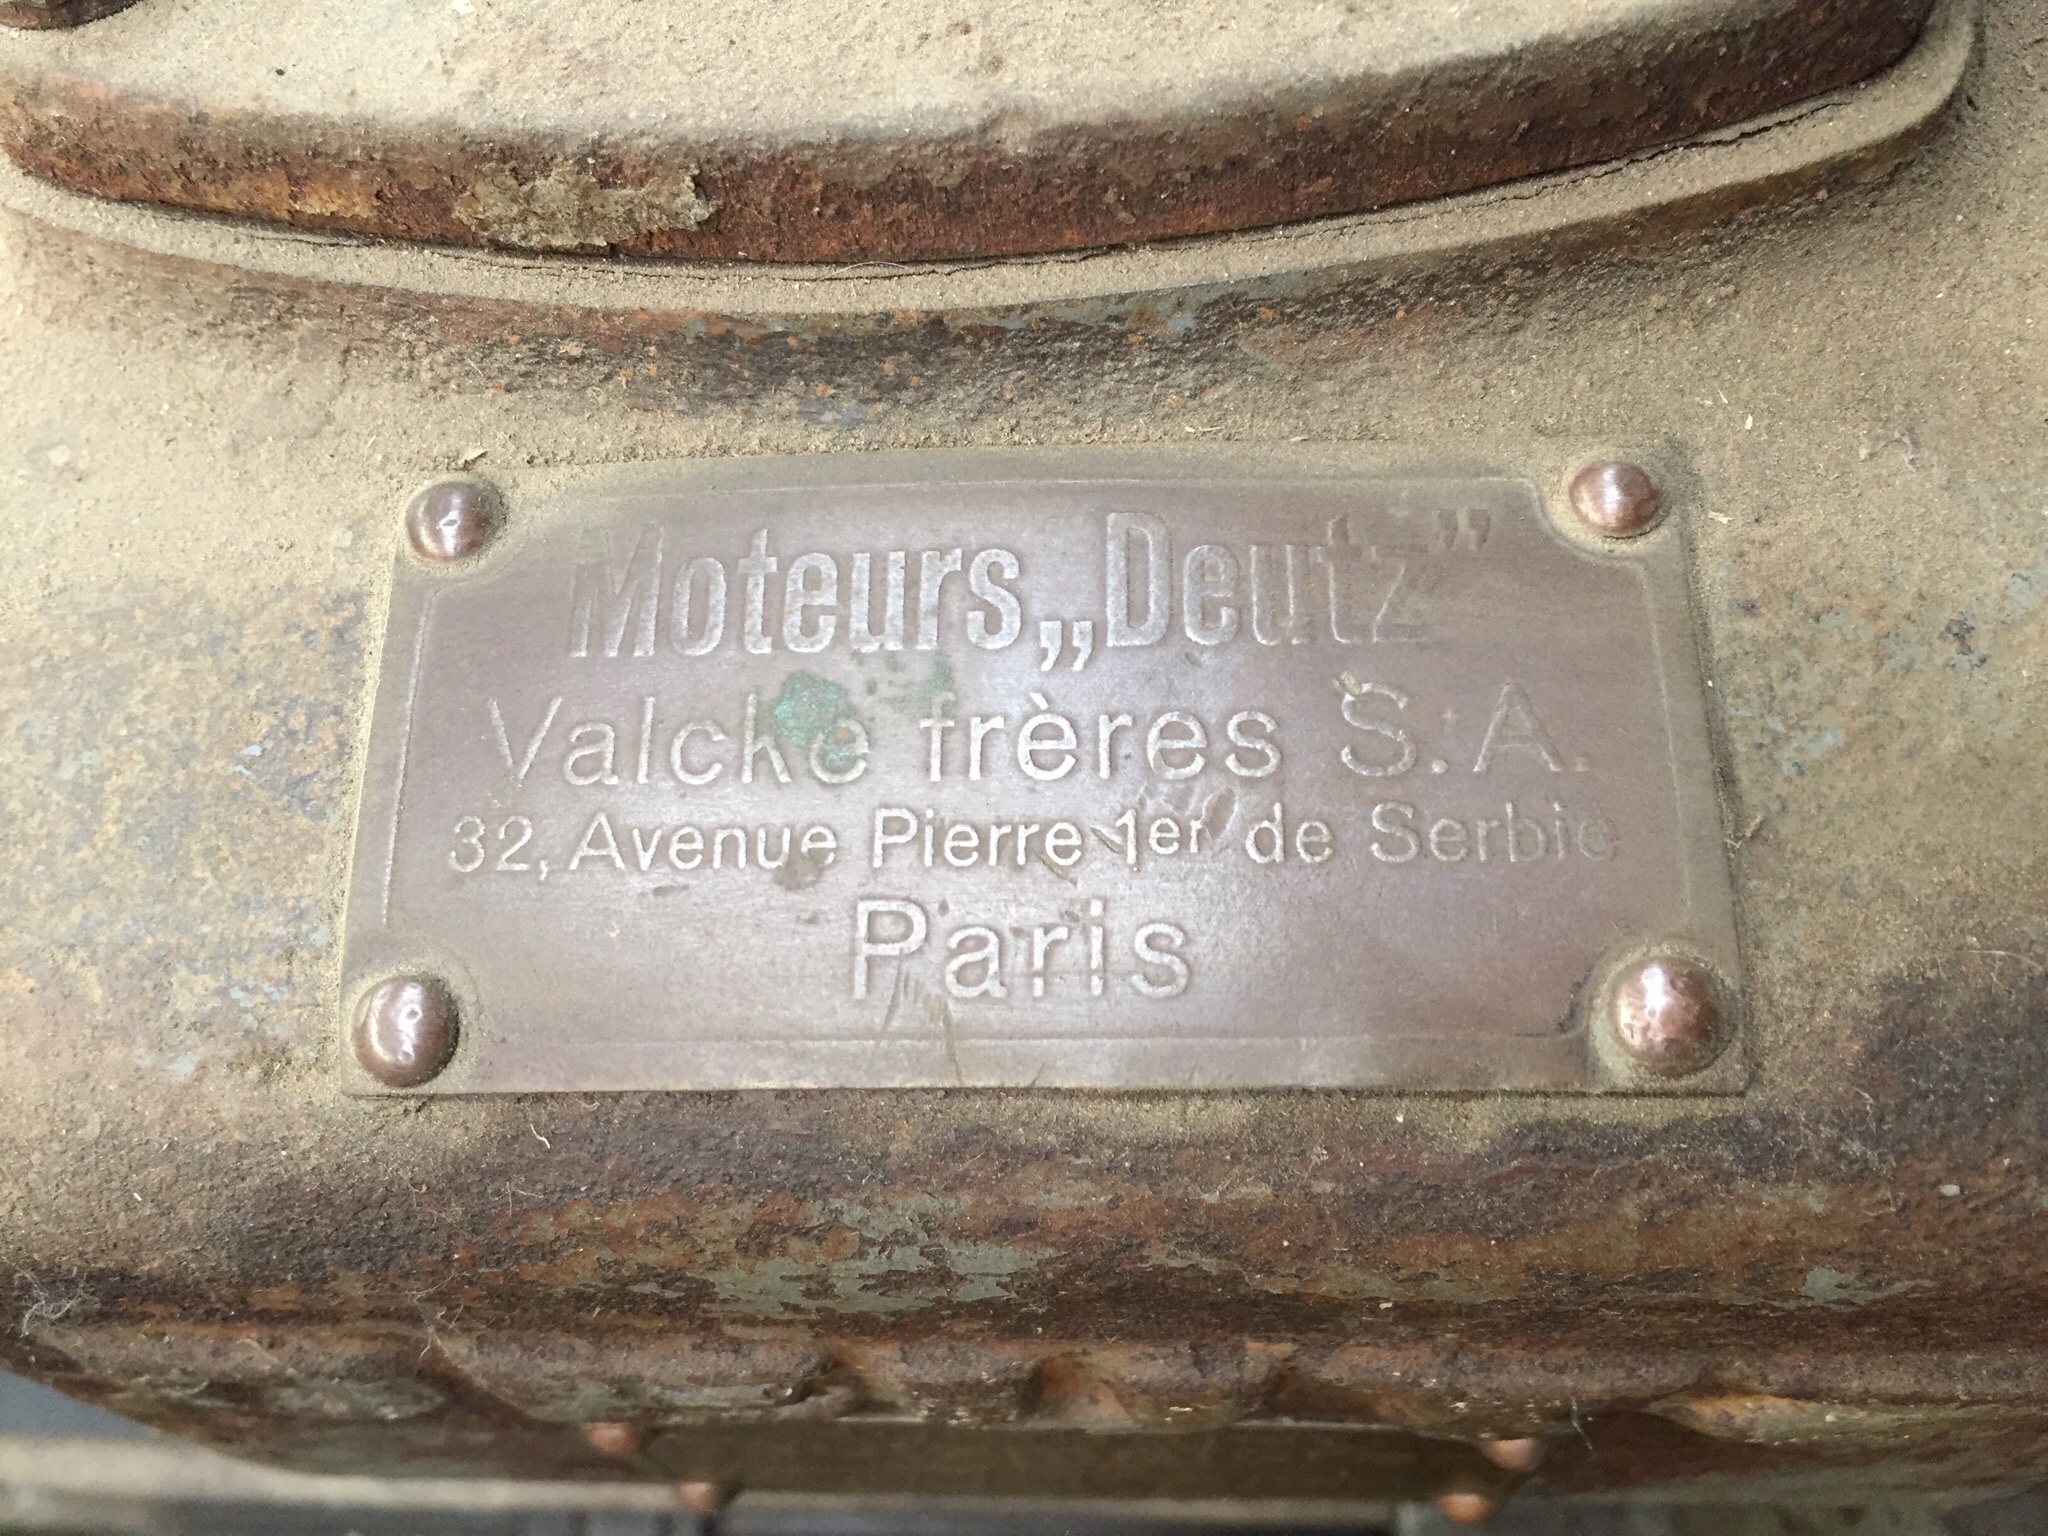 Moteurs „Deutz”
Valcke frères S.A.
32, Avenue Pierre 1er de Serbie
Paris